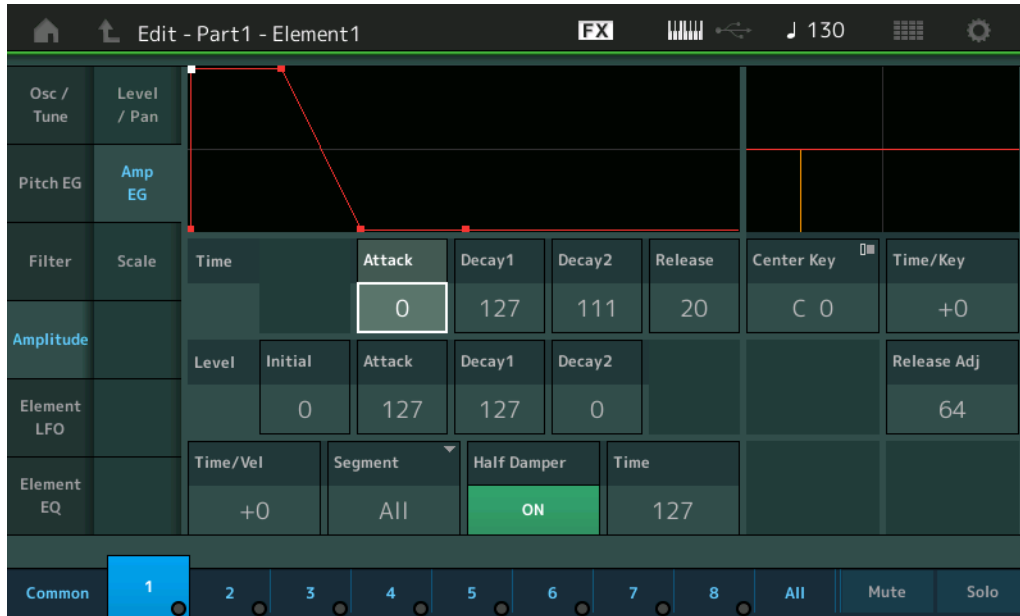 Edit - Part1 - Element1
FX
130
Osc /
Tune
Level
/ Pan
Pitch EG
Amp
EG
Filter
Scale
Amplitude
Element
LFO
Element
EQ
Time
Attack
Decay1
Decay2
Release
Center Key
Time/Key
0
127
111
20
C 0
+0
Level
Initial
Attack
Decay1
Decay2
Release Adj
0
127
127
0
64
Time/Vel
Segment
Half Damper
Time
+0
All
ON
127
Common
1
2
3
4
5
6
7
8
All
Mute
Solo